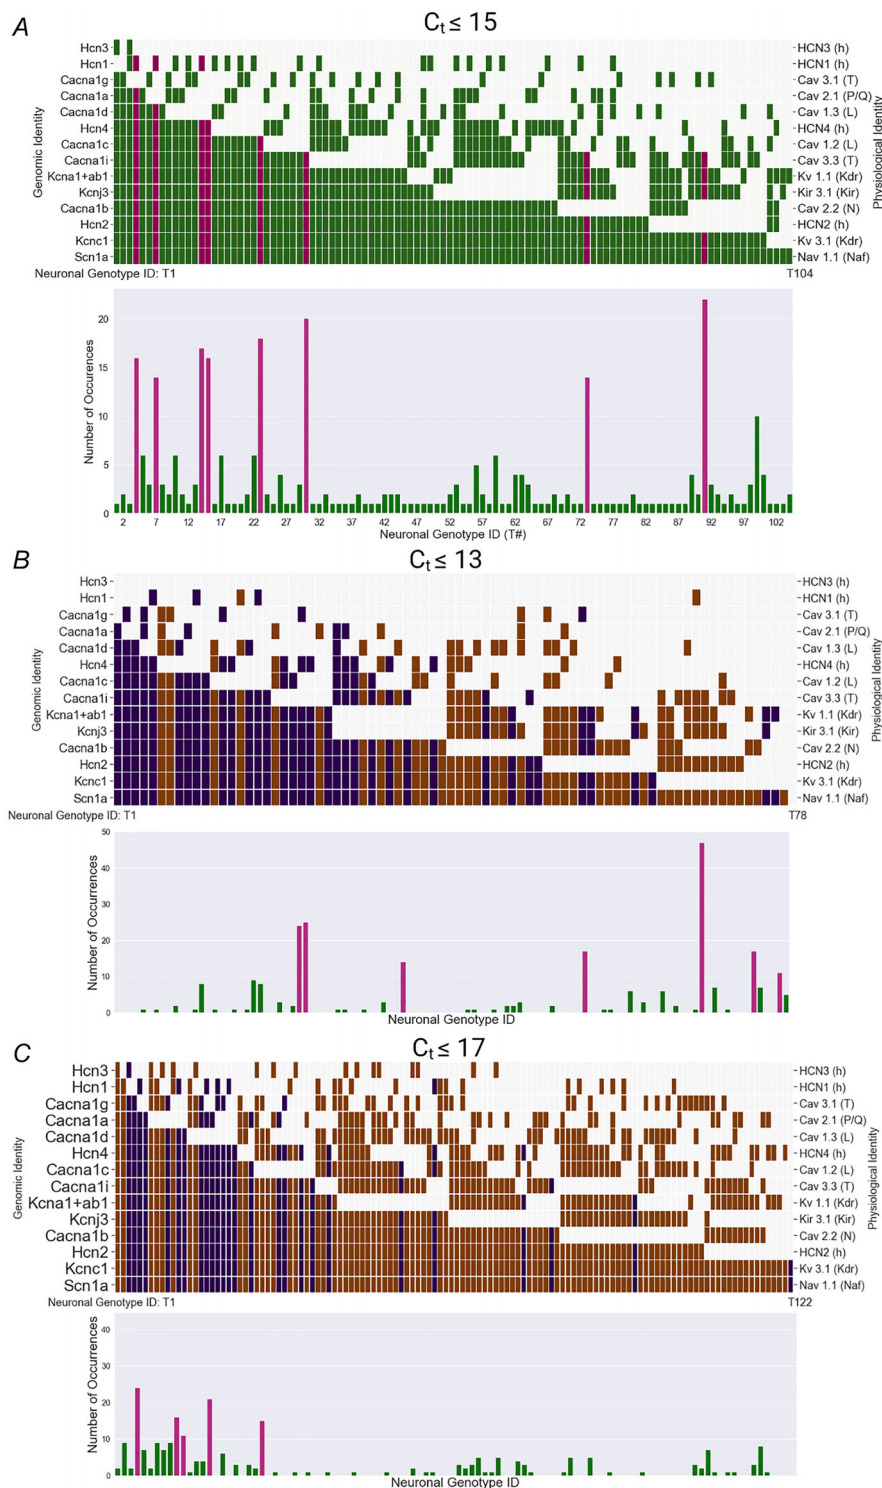 A
Ct ≤ 15
Genomic Identity
Physiological Identity
Hcn3 HCN3 (h)
Hcn1 HCN1 (h)
Cacna1g Cav 3.1 (T)
Cacna1a Cav 2.1 (P/Q)
Cacna1d Cav 1.3 (L)
Hcn4 HCN4 (h)
Cacna1c Cav 1.2 (L)
Cacna1i Cav 3.3 (T)
Kcna1+ab1 Kv 1.1 (Kdr)
Kcnj3 Kir 3.1 (Kir)
Cacna1b Cav 2.2 (N)
Hcn2 HCN2 (h)
Kcnc1 Kv 3.1 (Kdr)
Scn1a Nav 1.1 (Naf)
Neuronal Genotype ID: T1 T104
Number of Occurences
20
15
10
5
0
2 7 12 17 22 27 32 37 42 47 52 57 62 67 72 77 82 87 92 97 102
Neuronal Genotype ID (T#)
B
Ct ≤ 13
Genomic Identity
Physiological Identity
Hcn3 HCN3 (h)
Hcn1 HCN1 (h)
Cacna1g Cav 3.1 (T)
Cacna1a Cav 2.1 (P/Q)
Cacna1d Cav 1.3 (L)
Hcn4 HCN4 (h)
Cacna1c Cav 1.2 (L)
Cacna1i Cav 3.3 (T)
Kcna1+ab1 Kv 1.1 (Kdr)
Kcnj3 Kir 3.1 (Kir)
Cacna1b Cav 2.2 (N)
Hcn2 HCN2 (h)
Kcnc1 Kv 3.1 (Kdr)
Scn1a Nav 1.1 (Naf)
Neuronal Genotype ID: T1 T78
Number of Occurrences
50
40
30
20
10
0
Neuronal Genotype ID
C
Ct ≤ 17
Genomic Identity
Physiological Identity
Hcn3 HCN3 (h)
Hcn1 HCN1 (h)
Cacna1g Cav 3.1 (T)
Cacna1a Cav 2.1 (P/Q)
Cacna1d Cav 1.3 (L)
Hcn4 HCN4 (h)
Cacna1c Cav 1.2 (L)
Cacna1i Cav 3.3 (T)
Kcna1+ab1 Kv 1.1 (Kdr)
Kcnj3 Kir 3.1 (Kir)
Cacna1b Cav 2.2 (N)
Hcn2 HCN2 (h)
Kcnc1 Kv 3.1 (Kdr)
Scn1a Nav 1.1 (Naf)
Neuronal Genotype ID: T1 T122
Number of Occurrences
40
30
20
10
0
Neuronal Genotype ID